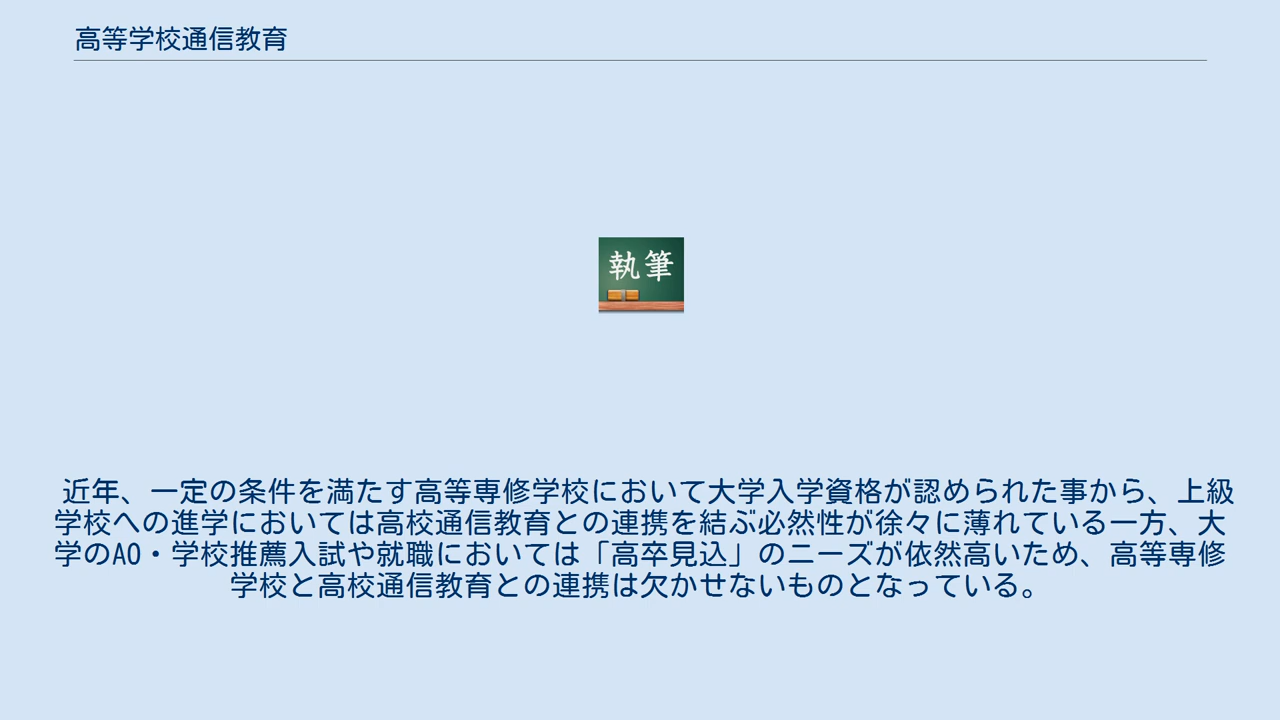 高等学校通信教育
執筆
近年、一定の条件を満たす高等専修学校において大学入学資格が認められた事から、上級
学校への進学においては高校通信教育との連携を結ぶ必然性が徐々に薄れている一方、大
学のAO・学校推薦入試や就職においては「高卒見込」のニーズが依然高いため、高等専修
学校と高校通信教育との連携は欠かせないものとなっている。